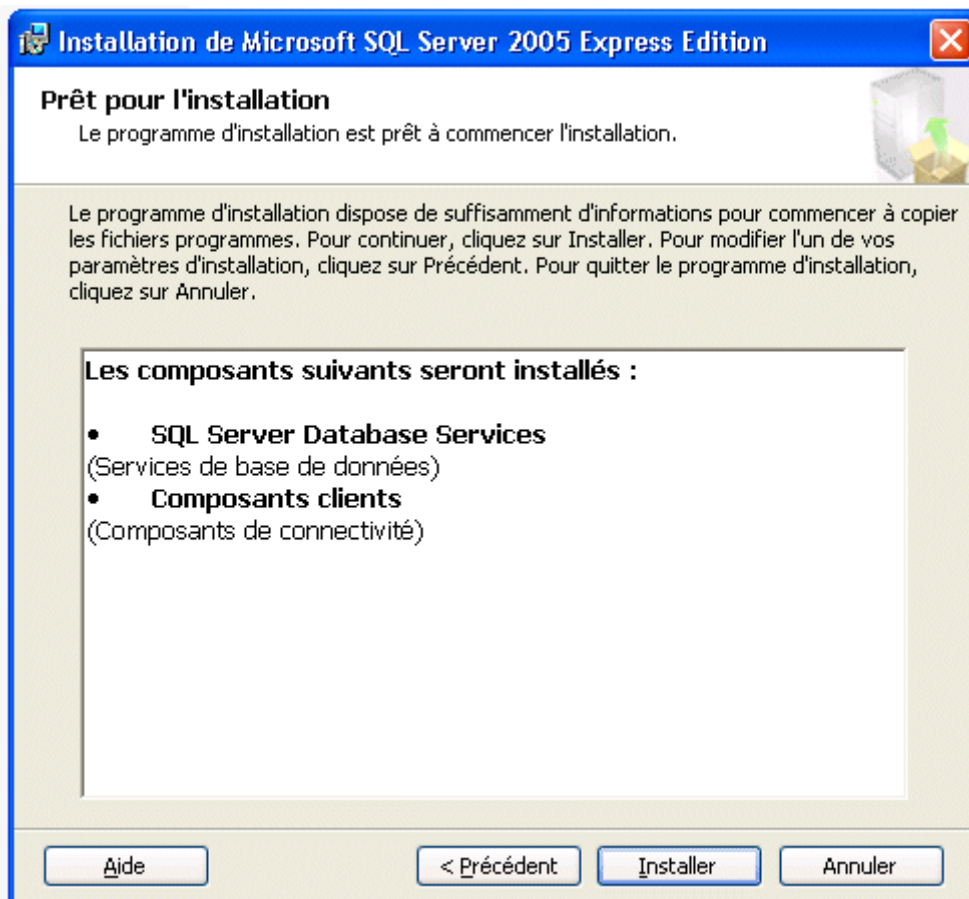 Installation de Microsoft SQL Server 2005 Express Edition
Prêt pour l'installation
Le programme d'installation est prêt à commencer l'installation.
Le programme d'installation dispose de suffisamment d'informations pour commencer à copier
les fichiers programmes. Pour continuer, cliquez sur Installer. Pour modifier l'un de vos
paramètres d'installation, cliquez sur Précédent. Pour quitter le programme d'installation,
cliquez sur Annuler.
Les composants suivants seront installés :
• SQL Server Database Services
(Services de base de données)
• Composants clients
(Composants de connectivité)
Aide
< Précédent
Installer
Annuler